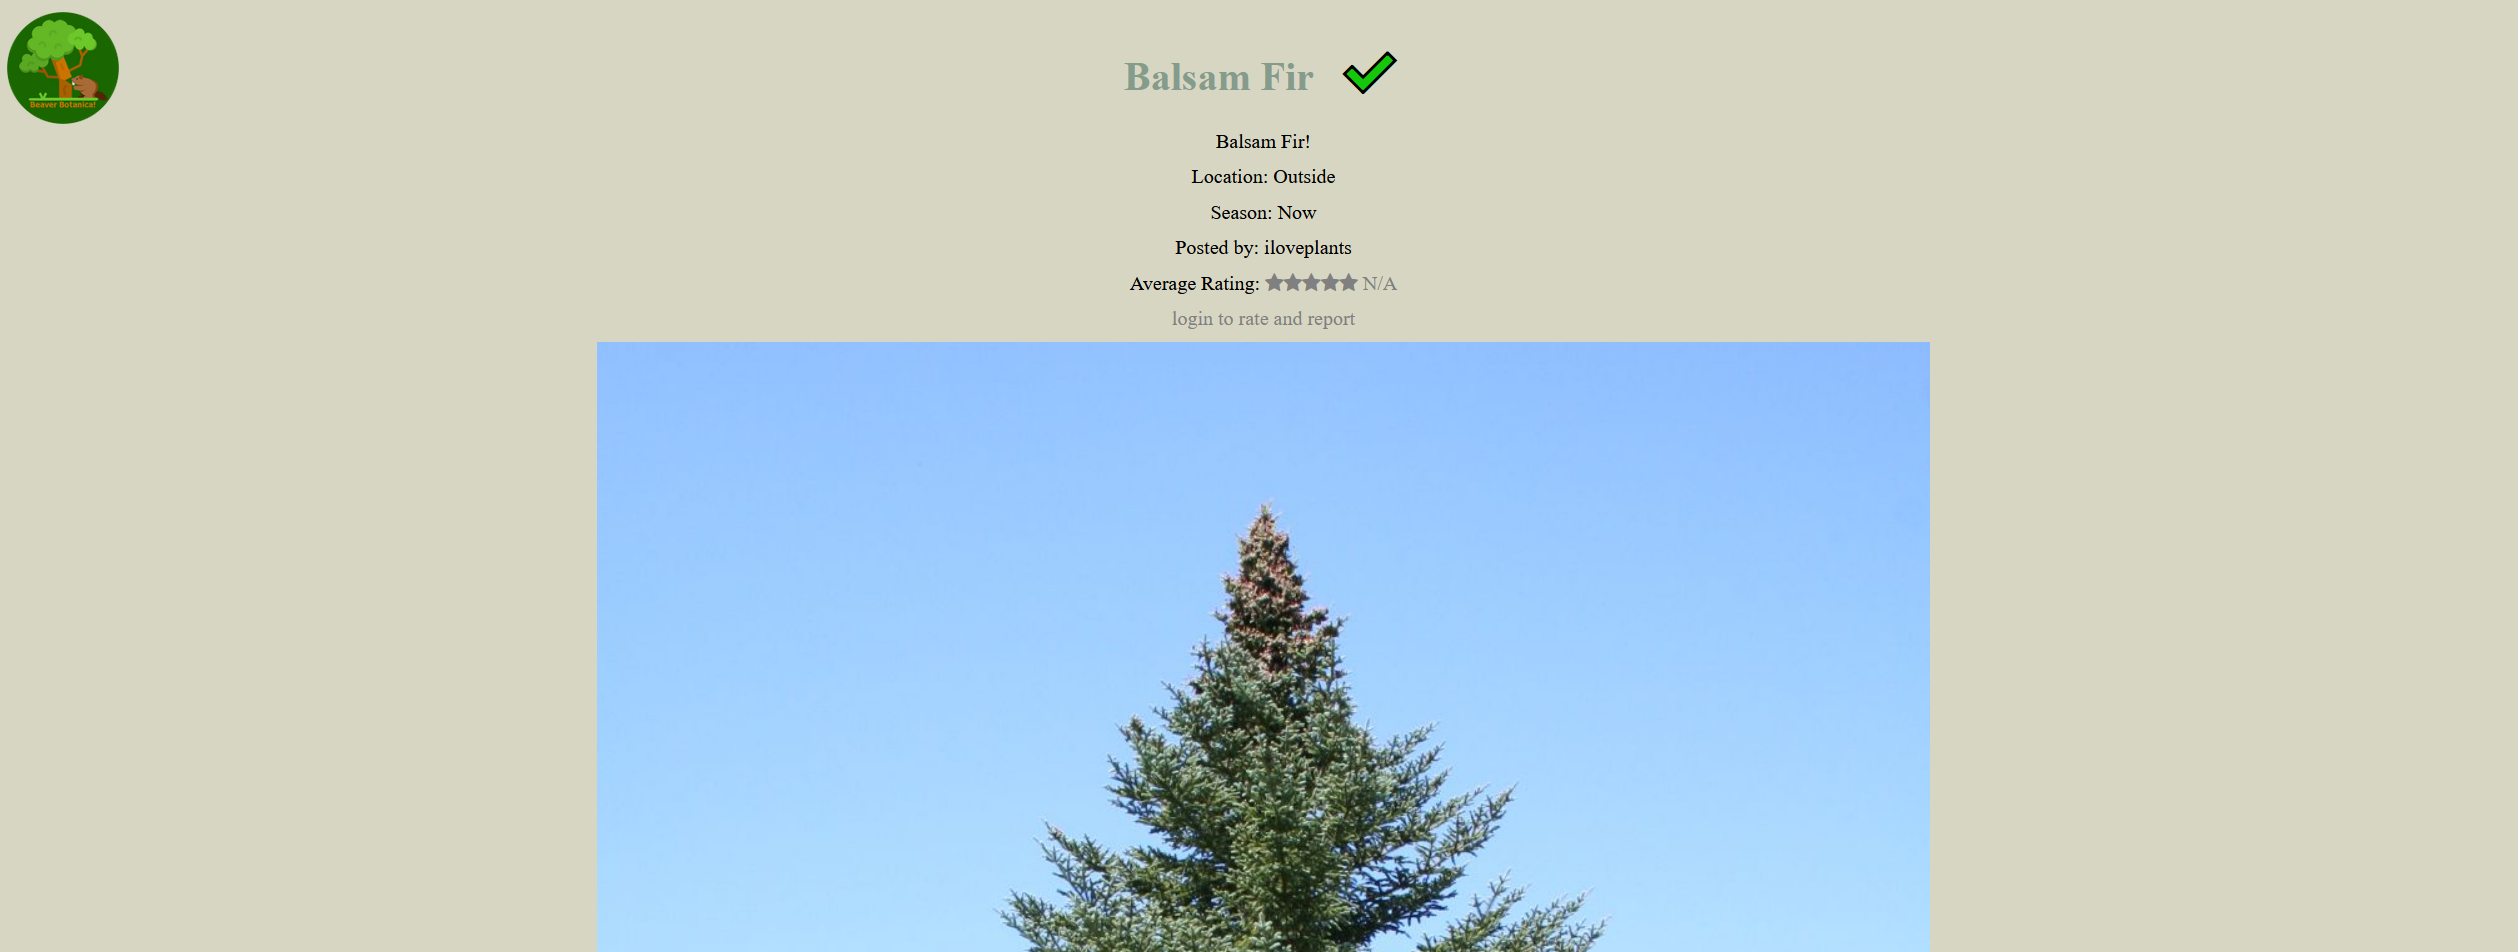 Beaver Botanical
Balsam Fir
Balsam Fir!
Location: Outside
Season: Now
Posted by: iloveplants
Average Rating: N/A
login to rate and report